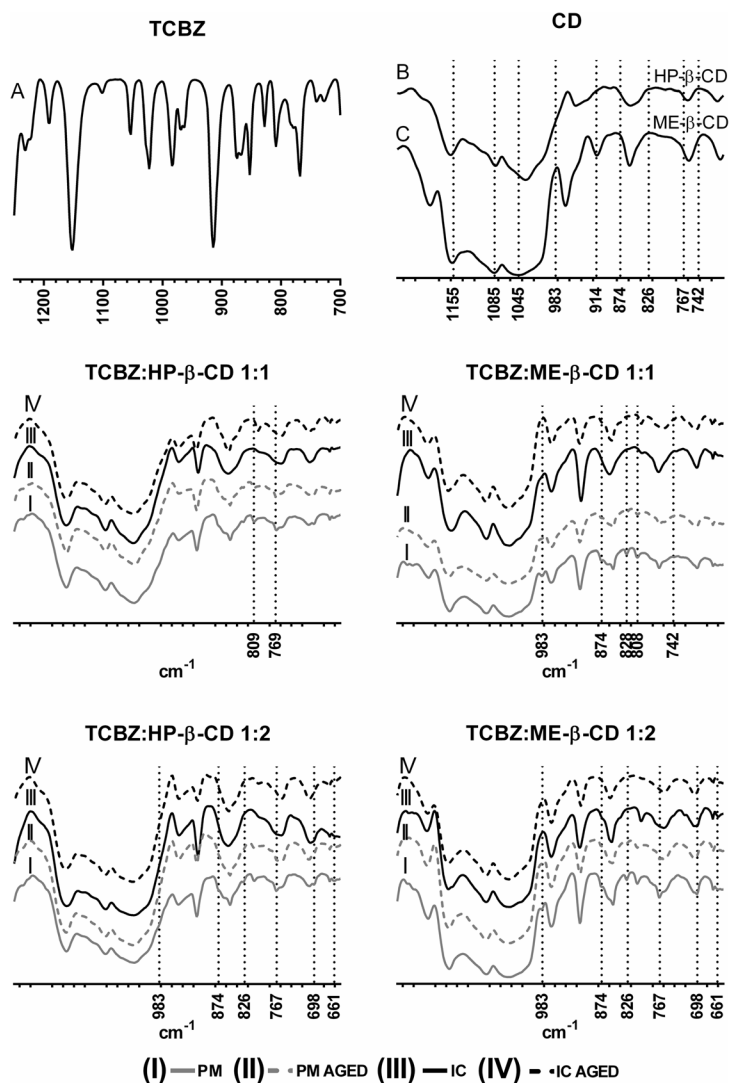 TCBZ
CD
A
B
HP-β-CD
ME-β-CD
C
1200 1100 1000 900 800 700
1155 1085 1045 983 914 874 826 767 742
TCBZ:HP-β-CD 1:1
TCBZ:ME-β-CD 1:1
IV
III
II
I
IV
III
II
I
809 769
983 874 828 808 742
cm-1
cm-1
TCBZ:HP-β-CD 1:2
TCBZ:ME-β-CD 1:2
IV
III
II
I
IV
III
II
I
983 874 826 767 698 661
983 874 826 767 698 661
cm-1
cm-1
(I) PM (II) PM AGED (III) IC (IV) IC AGED